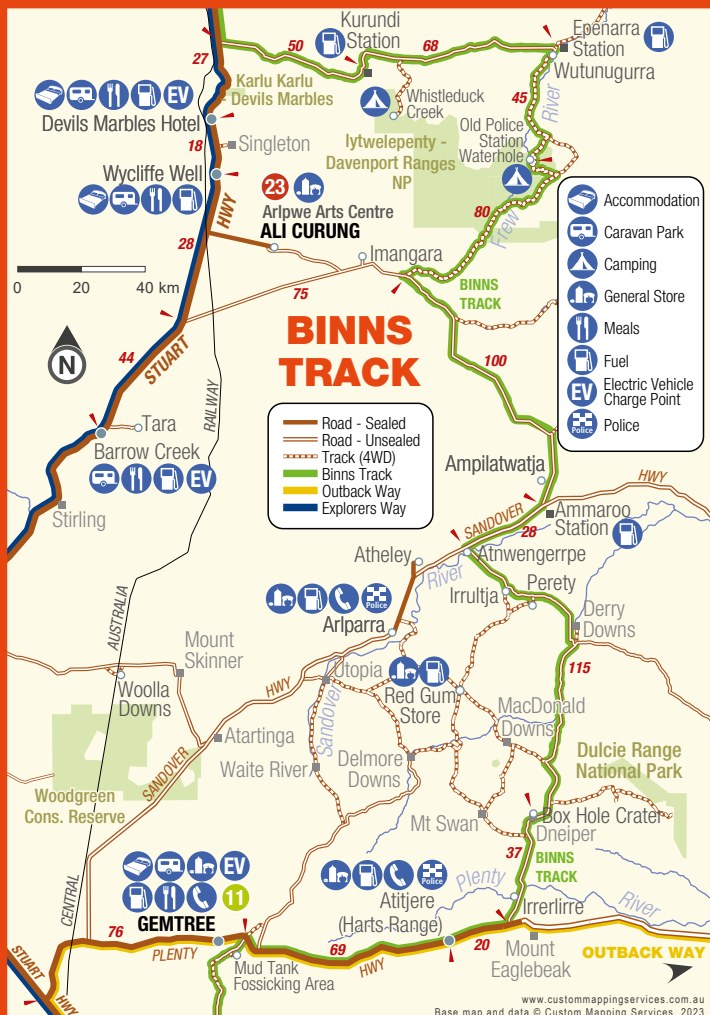 27
50
Kurundi
Station
68
Epenarra
Station
Wutunugurra
45
River
Karlu Karlu
- Devils Marbles
EV
Devils Marbles Hotel
18
Singleton
Whistleduck
Creek
Old Police
Station
Waterhole
Iytwelepenty -
Davenport Ranges
NP
Wycliffe Well
HWY
23
Arlpwe Arts Centre
ALI CURUNG
80
Frew
28
Imangara
0 20 40 km
75
BINNS
TRACK
Accommodation
Caravan Park
Camping
General Store
Meals
Fuel
EV
Electric Vehicle
Charge Point
Police
Police
N
44
STUART
BINNS
TRACK
100
RAILWAY
Tara
Barrow Creek
EV
Road - Sealed
Road - Unsealed
Track (4WD)
Binns Track
Outback Way
Explorers Way
Stirling
Ampilatwatja
HWY
SANDOVER
28
Ammaroo
Station
Atheley
River
Atnwengerrpe
AUSTRALIA
Police
Arlparra
Irrultja
Perety
Derry
Downs
Mount
Skinner
115
Woolla
Downs
HWY
Utopia
Sandover
Red Gum
Store
MacDonald
Downs
Atartinga
Waite River
Delmore
Downs
Dulcie Range
National Park
SANDOVER
Woodgreen
Cons. Reserve
Mt Swan
Box Hole Crater
Dneiper
37
BINNS
TRACK
EV
11
Police
Plenty
CENTRAL
GEMTREE
Atitjere
(Harts Range)
Irrerlirre
River
76
PLENTY
69
HWY
20
Mount
Eaglebeak
OUTBACK WAY
Mud Tank
Fossicking Area
STUART
HWY
www.custommappingservices.com.au
Base map and data © Custom Mapping Services, 2023